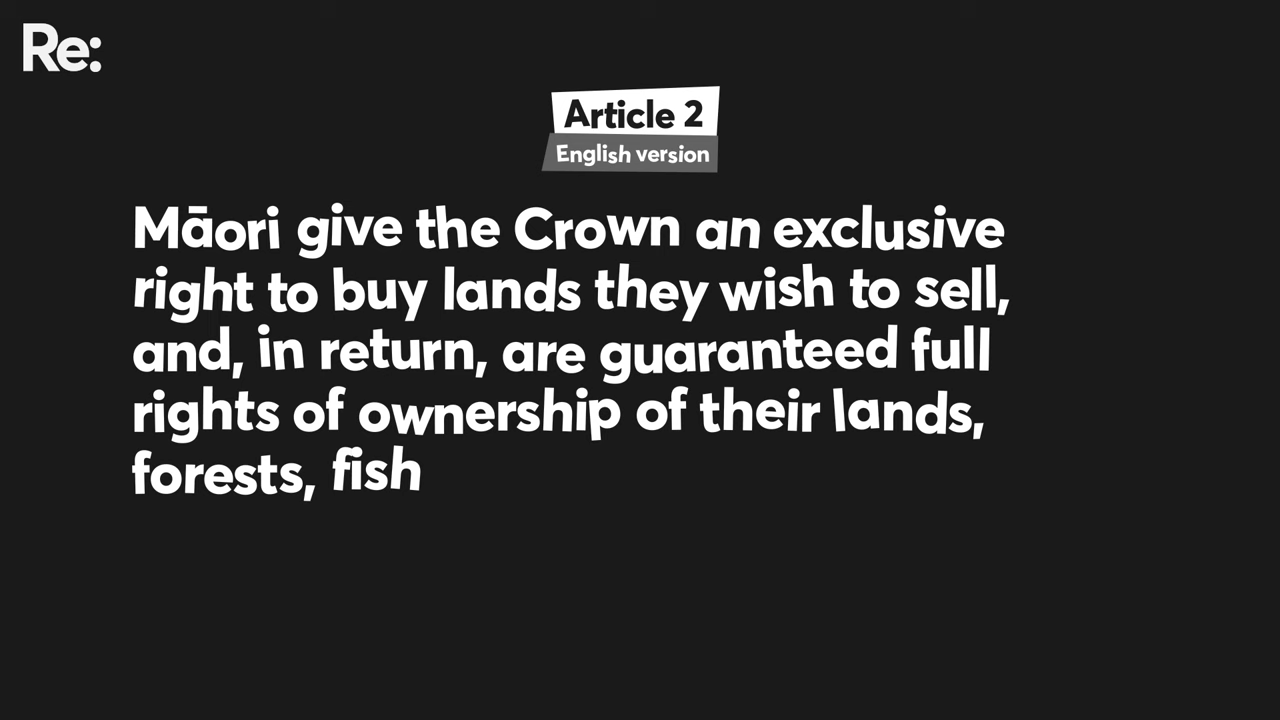 Re:
Article 2
English version
Māori give the Crown an exclusive
right to buy lands they wish to sell,
and, in return, are guaranteed full
rights of ownership of their lands,
forests, fish